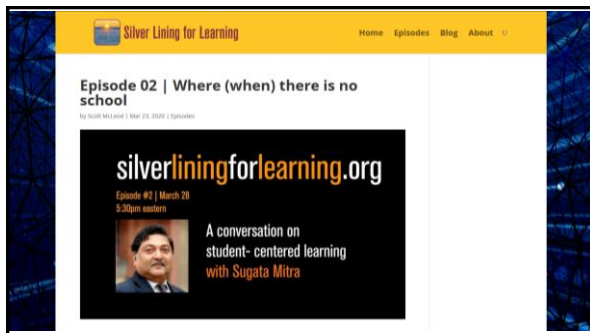 Silver Lining for Learning
Home Episodes Blog About
Episode 02 | Where (when) there is no
school
by Scott McLeod | Mar 23, 2020 | Episodes
silverliningforlearning.org
Episode #2 | March 28
5:30pm eastern
A conversation on
student- centered learning
with Sugata Mitra